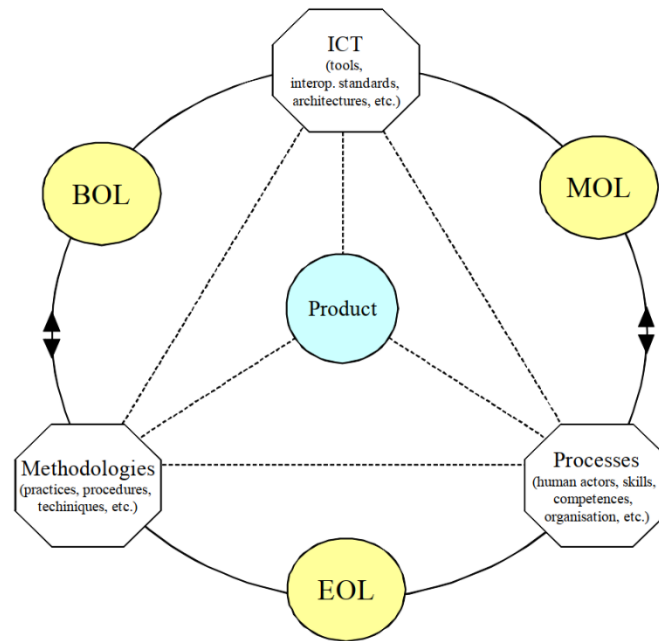 ICT
(tools,
interop. standards,
architectures, etc.)
BOL
MOL
Product
Methodologies
(practices, procedures,
techiniques, etc.)
Processes
(human actors, skills,
competences,
organisation, etc.)
EOL